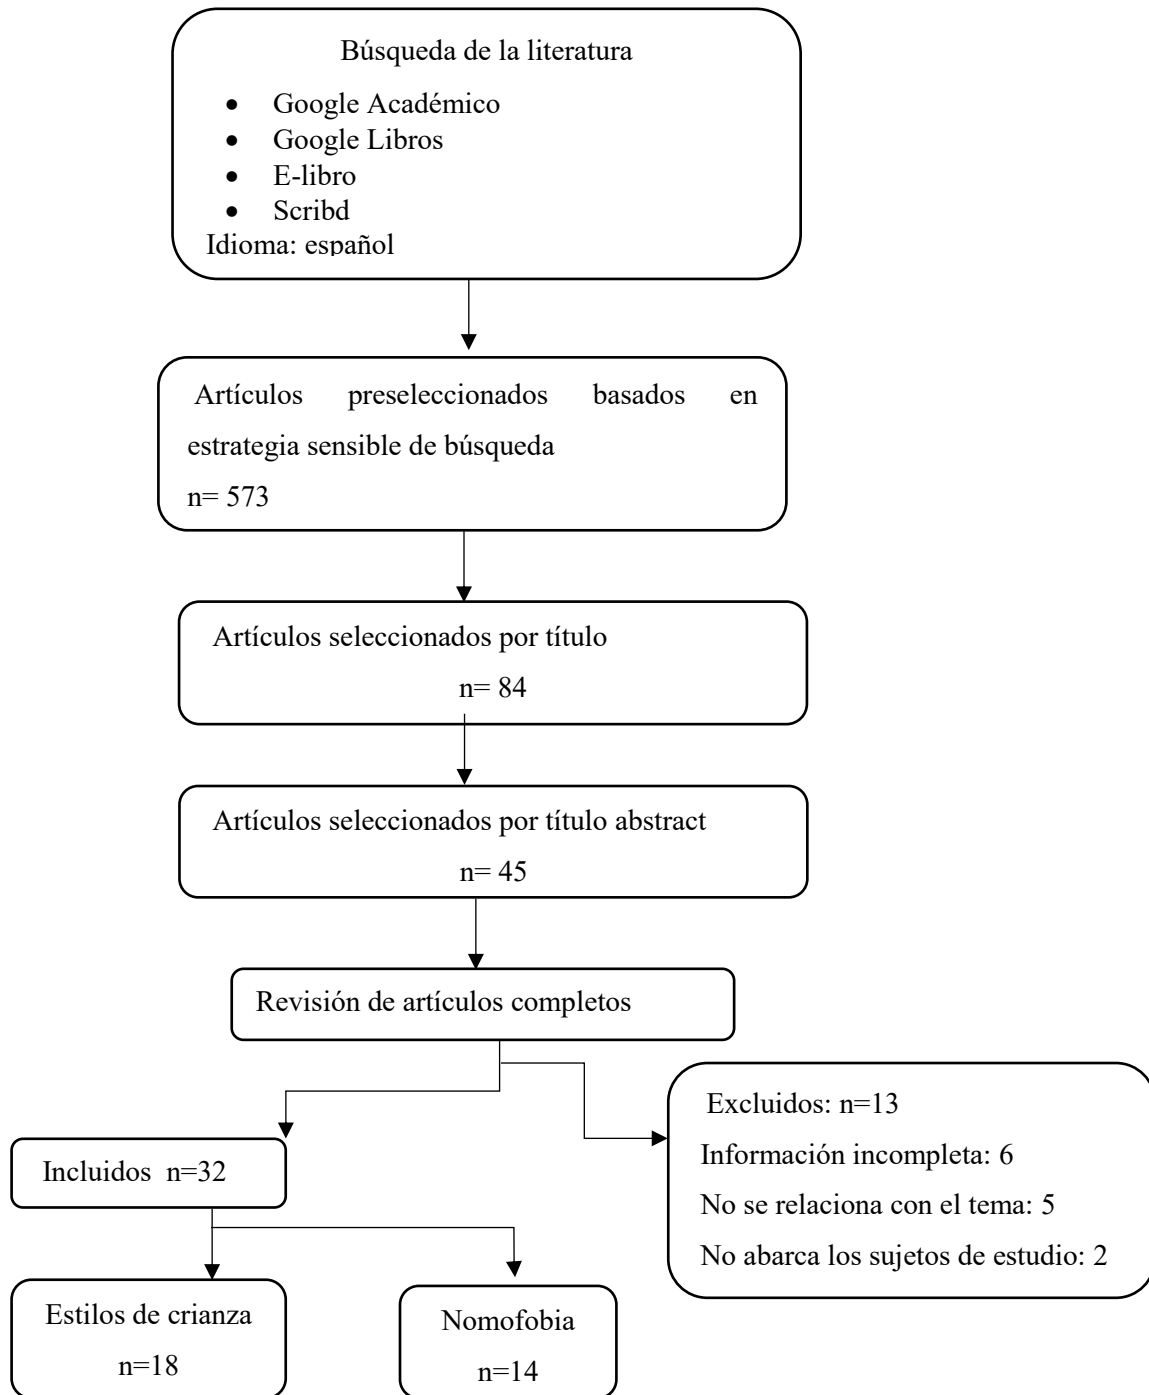 Búsqueda de la literatura
• Google Académico
• Google Libros
• E-libro
• Scribd
Idioma: español
Artículos preseleccionados basados en
estrategia sensible de búsqueda
n= 573
Artículos seleccionados por título
n= 84
Artículos seleccionados por título abstract
n= 45
Revisión de artículos completos
Excluidos: n=13
Información incompleta: 6
No se relaciona con el tema: 5
No abarca los sujetos de estudio: 2
Incluidos n=32
Estilos de crianza
n=18
Nomofobia
n=14